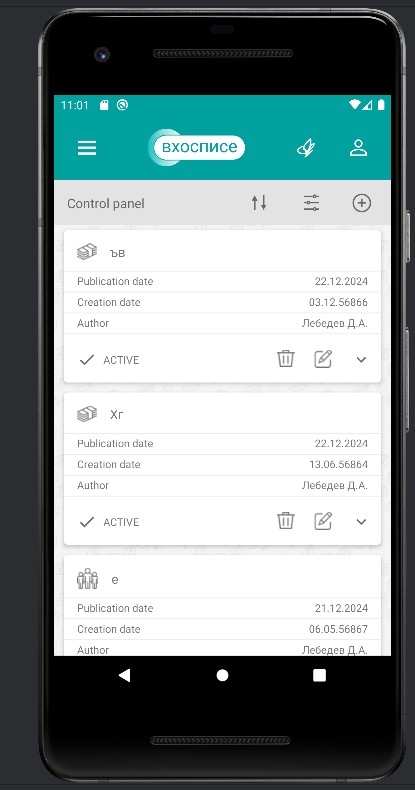 11:01
вхосписе
Control panel
ъв
Publication date 22.12.2024
Creation date 03.12.56866
Author Лебедев Д.А.
ACTIVE
Хг
Publication date 22.12.2024
Creation date 13.06.56864
Author Лебедев Д.А.
ACTIVE
е
Publication date 21.12.2024
Creation date 06.05.56867
Author Лебедев Д.А.